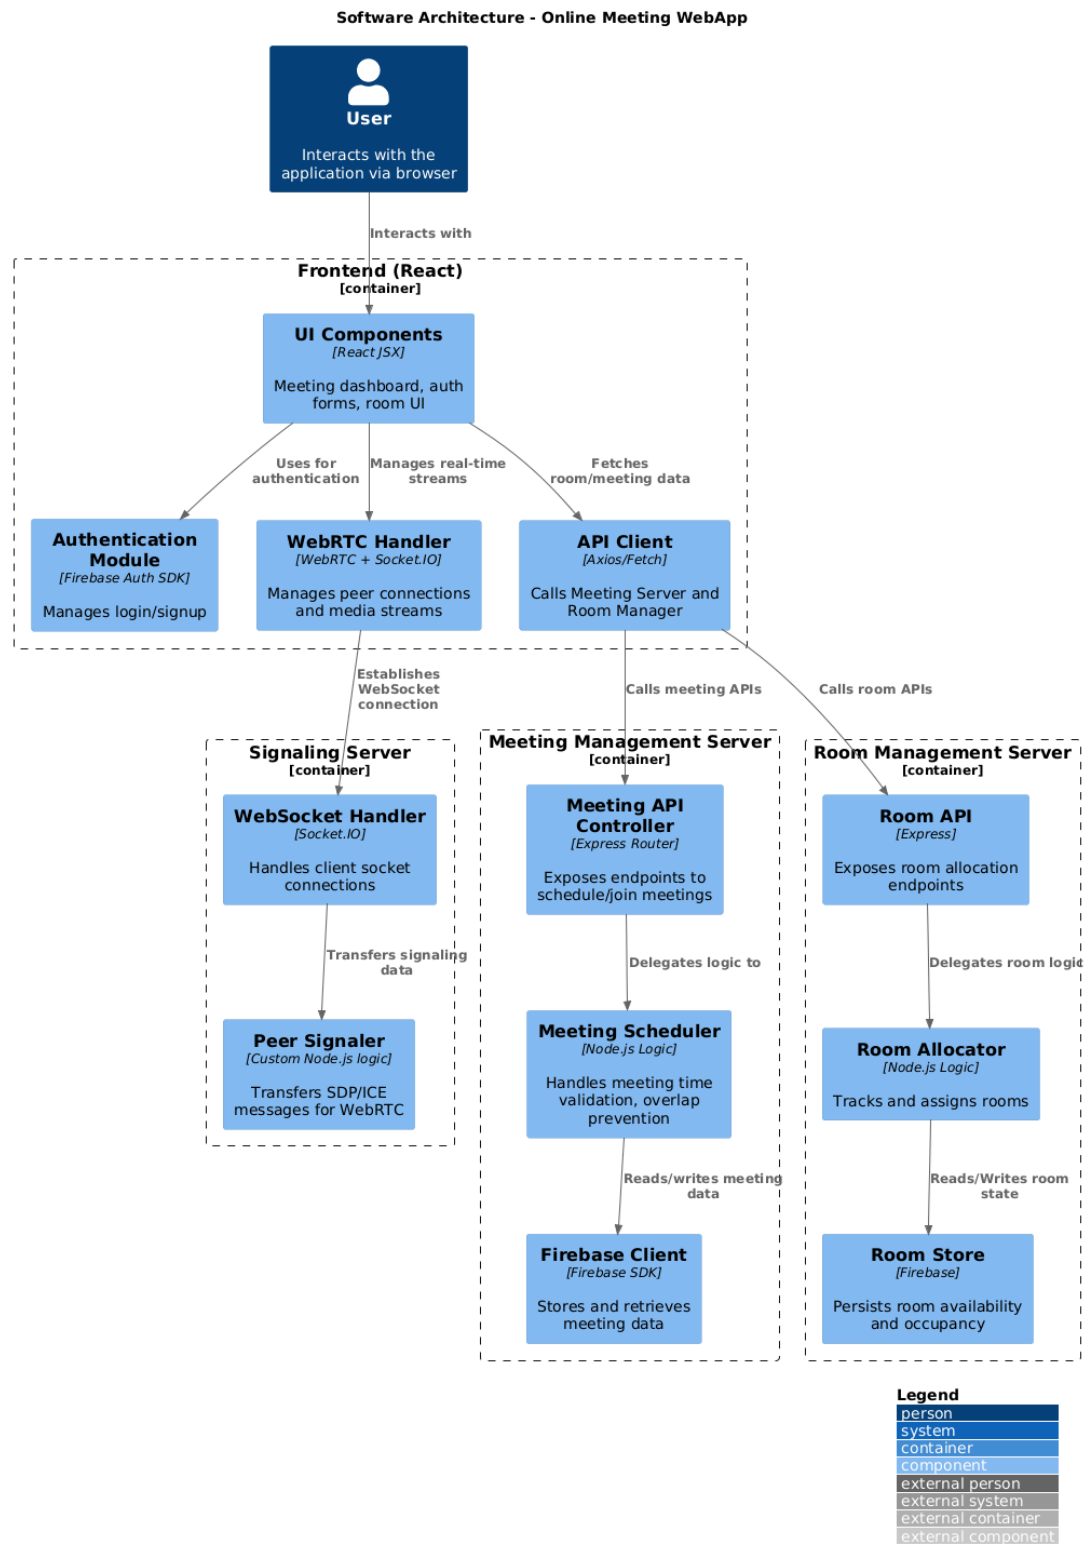 Software Architecture - Online Meeting WebApp
User
Interacts with the
application via browser
Interacts with
Frontend (React)
[container]
UI Components
[React JSX]
Meeting dashboard, auth
forms, room UI
Uses for
authentication
Manages real-time
streams
Fetches
room/meeting data
Authentication
Module
[Firebase Auth SDK]
Manages login/signup
WebRTC Handler
[WebRTC + Socket.IO]
Manages peer connections
and media streams
API Client
[Axios/Fetch]
Calls Meeting Server and
Room Manager
Establishes
WebSocket
connection
Calls meeting APIs
Calls room APIs
Signaling Server
[container]
WebSocket Handler
[Socket.IO]
Handles client socket
connections
Transfers signaling
data
Peer Signaler
[Custom Node.js logic]
Transfers SDP/ICE
messages for WebRTC
Meeting Management Server
[container]
Meeting API
Controller
[Express Router]
Exposes endpoints to
schedule/join meetings
Delegates logic to
Meeting Scheduler
[Node.js Logic]
Handles meeting time
validation, overlap
prevention
Reads/writes meeting
data
Firebase Client
[Firebase SDK]
Stores and retrieves
meeting data
Room Management Server
[container]
Room API
[Express]
Exposes room allocation
endpoints
Delegates room logic
Room Allocator
[Node.js Logic]
Tracks and assigns rooms
Reads/Writes room
state
Room Store
[Firebase]
Persists room availability
and occupancy
Legend
person
system
container
component
external person
external system
external container
external component